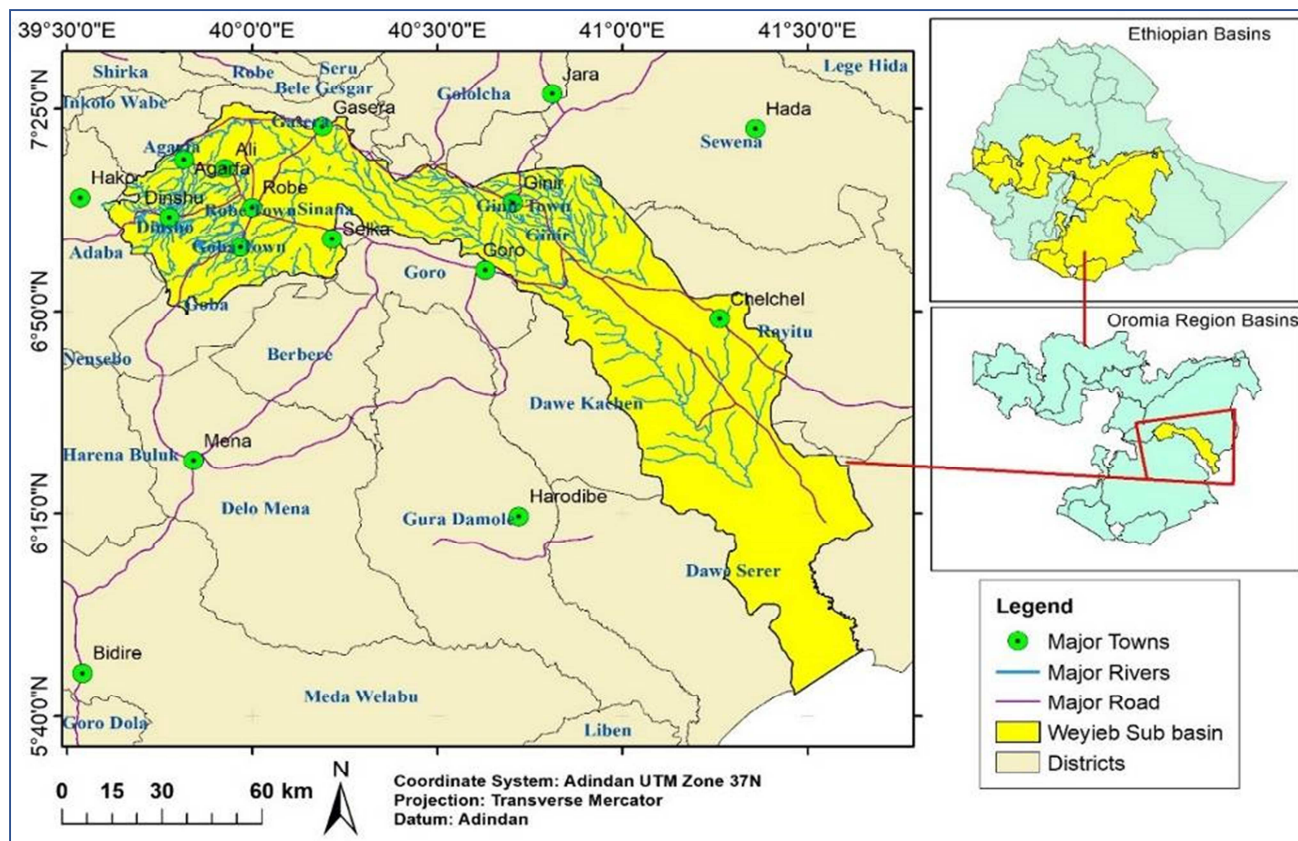 39°30'0"E 40°0'0"E 40°30'0"E 41°0'0"E 41°30'0"E
7°25'0"N
6°50'0"N
6°15'0"N
5°40'0"N
Shirka
Robe
Seru
Bele Gesgar
Inkolo Wabe
Gololcha
Jara
Lege Hida
Gasera
Gasera
Hada
Sewena
Agarfa
Ali
Agarfa
Hako
Dinshu
Robe
Ginir
Robe Town
Sinana
Ginir Town
Dinsho
Goba Town
Selka
Ginir
Adaba
Goro
Goro
Goba
Chelchel
Rayitu
Nensebo
Berbere
Dawe Kachen
Mena
Harena Buluk
Delo Mena
Harodibe
Gura Damole
Dawe Serer
Bidire
Meda Welabu
Goro Dola
Liben
0 15 30 60 km
N
Coordinate System: Adindan UTM Zone 37N
Projection: Transverse Mercator
Datum: Adindan
Ethiopian Basins
Oromia Region Basins
Legend
Major Towns
Major Rivers
Major Road
Weyieb Sub basin
Districts